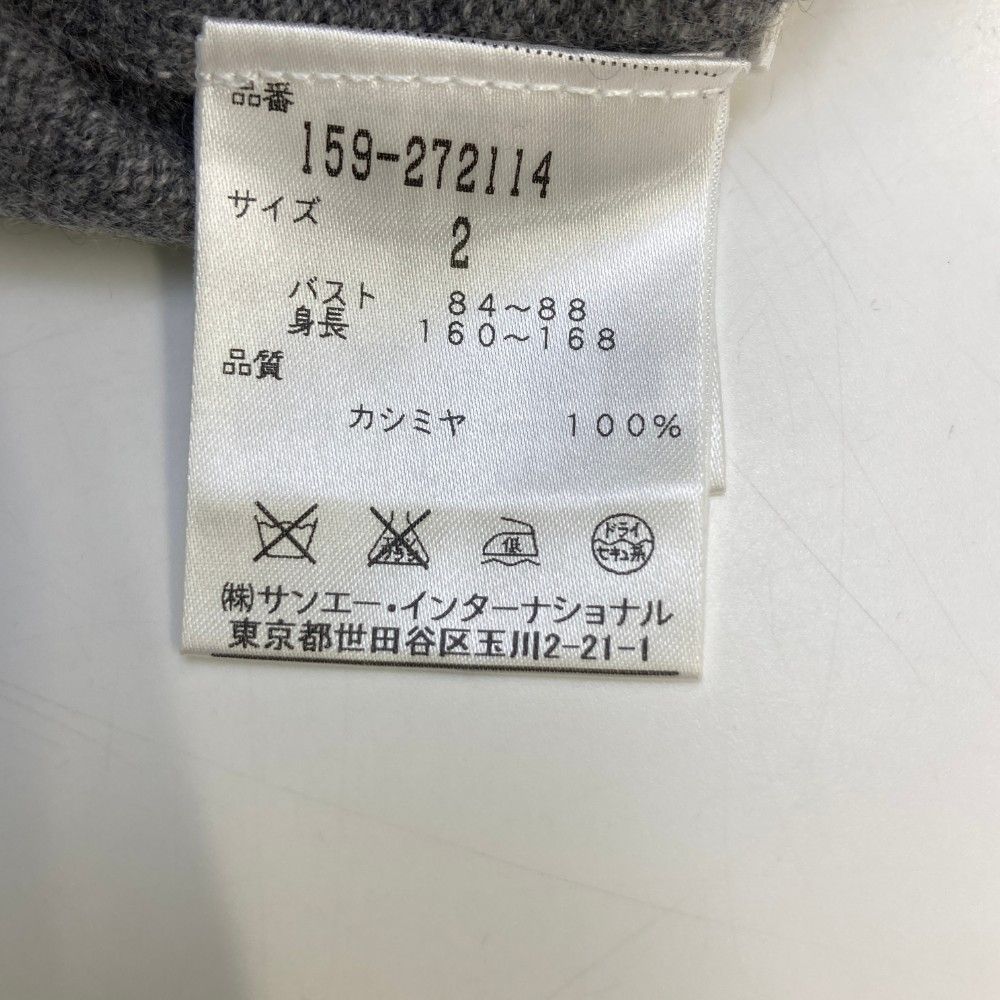 品番
159-272114
サイズ
2
バスト 84～88
身長 160～168
品質
カシミヤ 100%
低 ドライ セキユ系
(株)サンエー・インターナショナル
東京都世田谷区玉川2-21-1